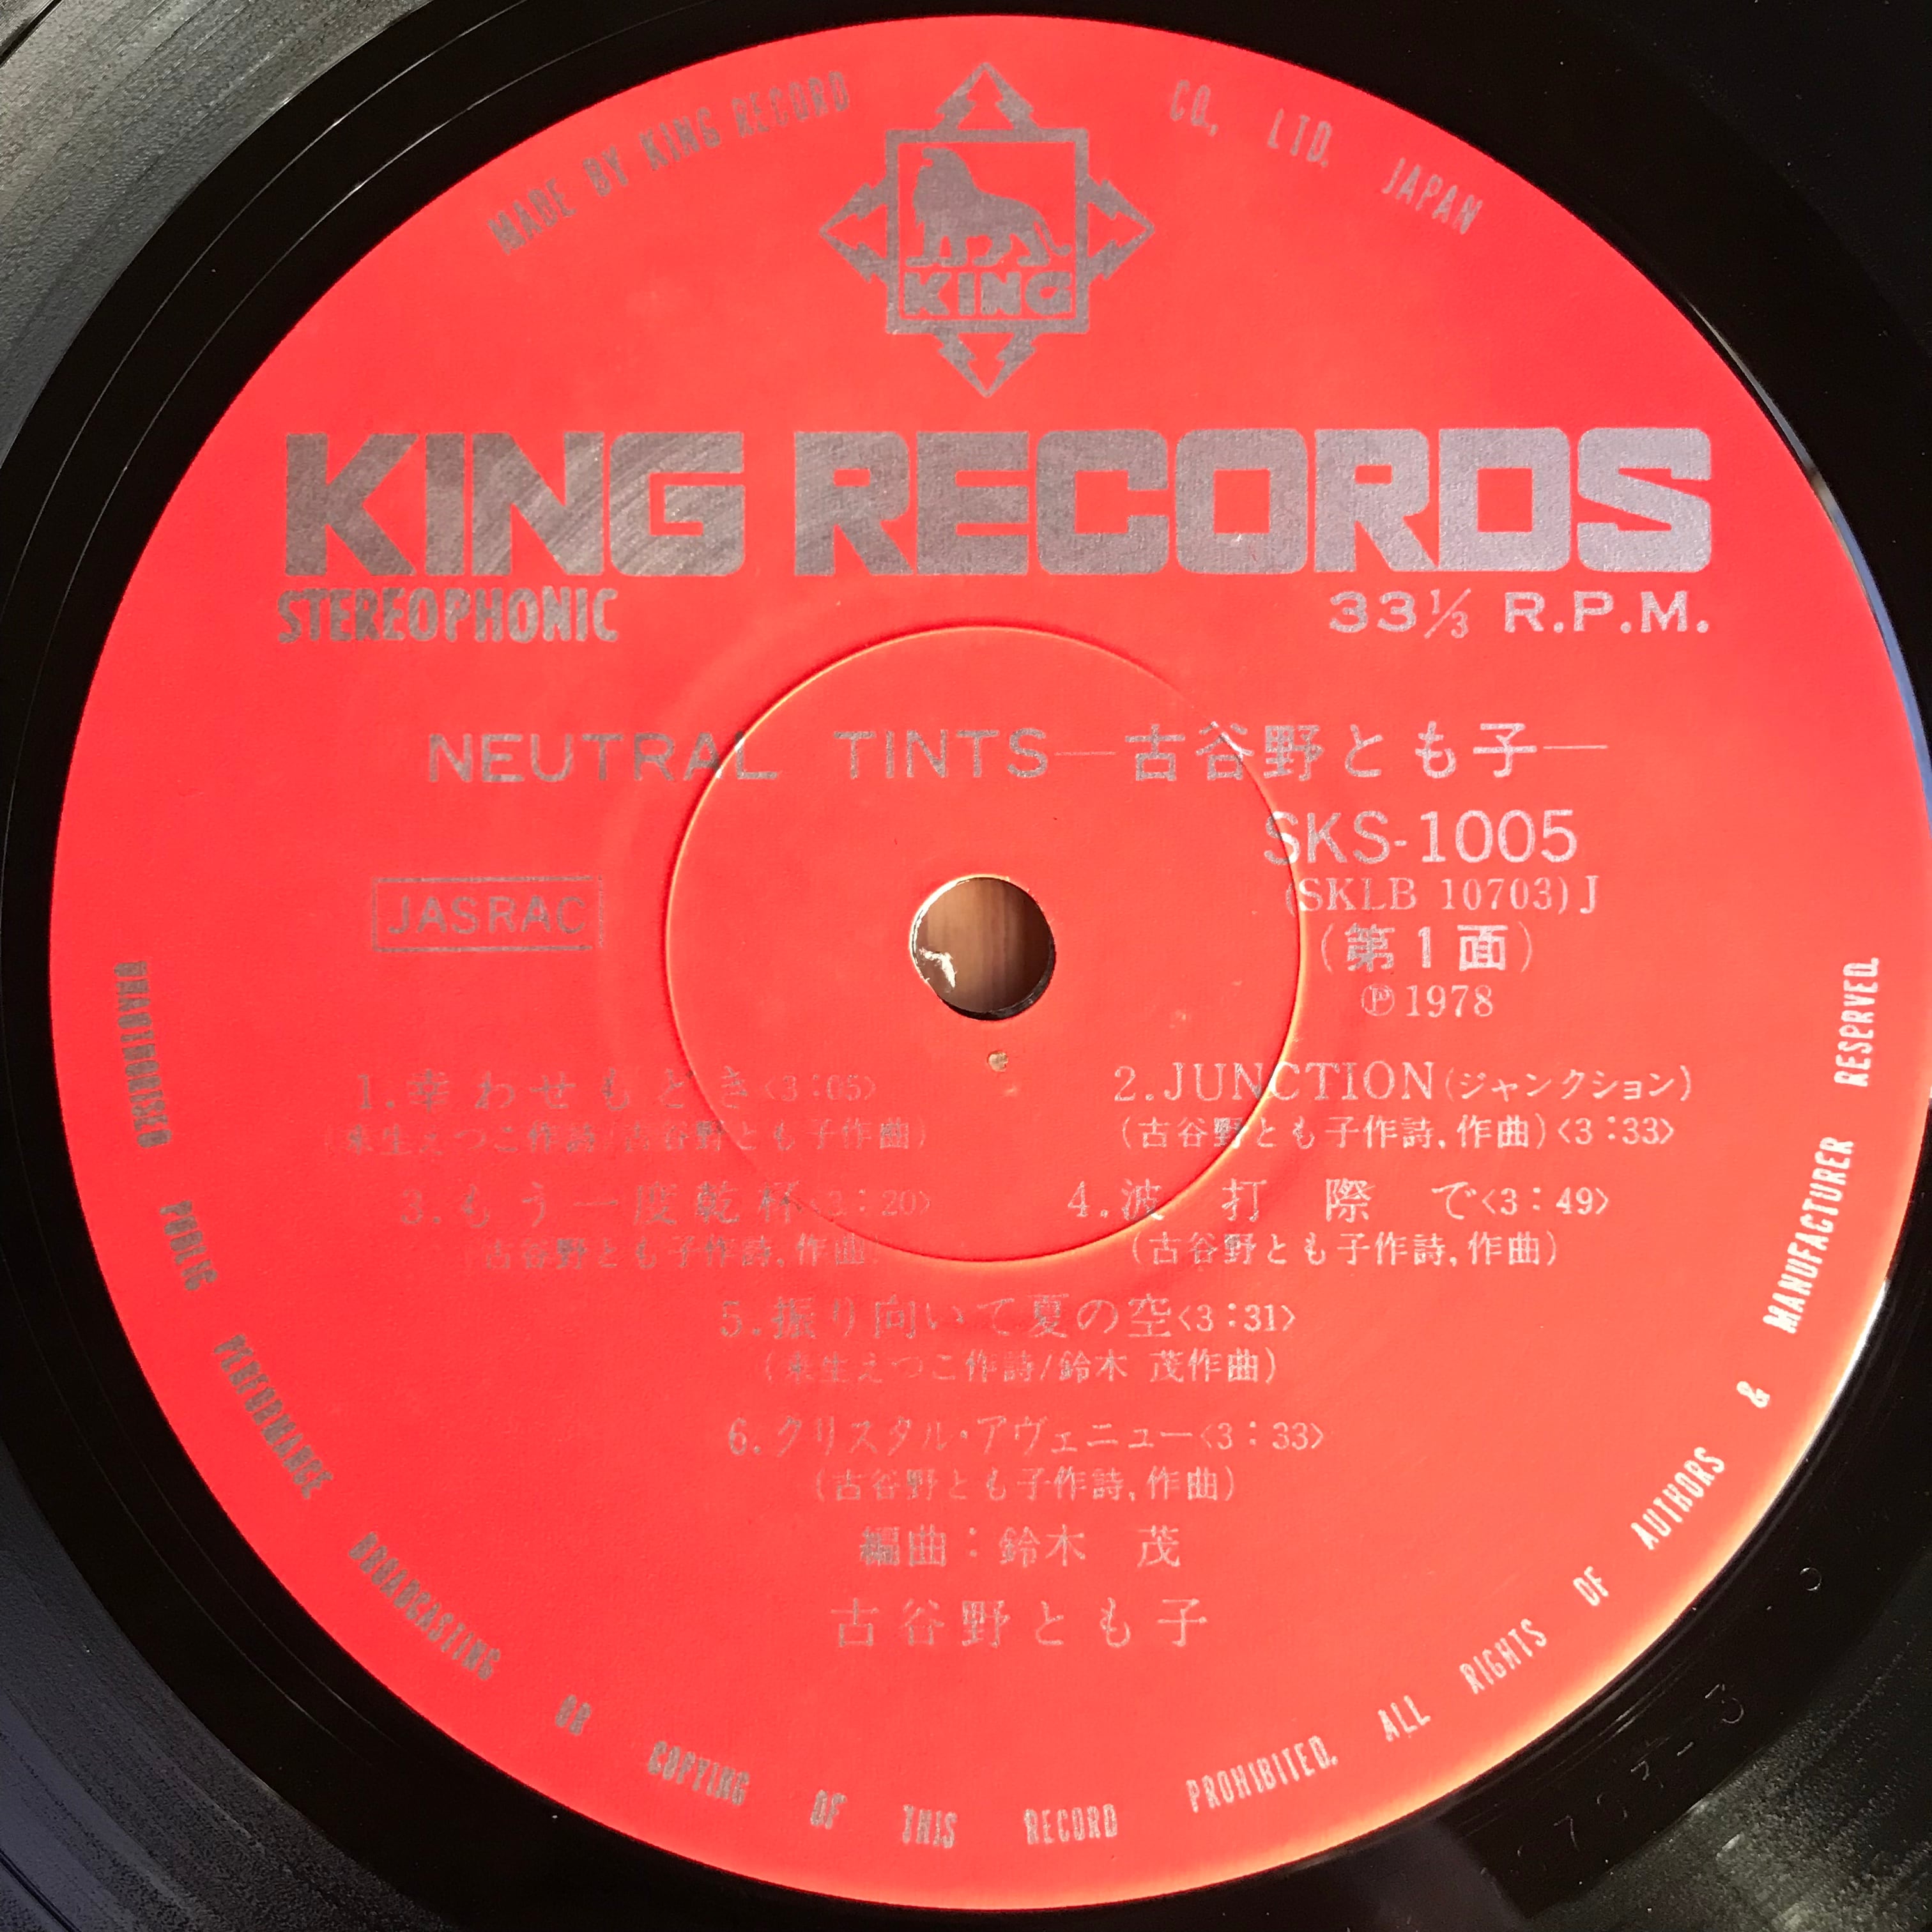 MADE BY KING RECORD CO., LTD. JAPAN
KING
KING RECORDS
STEREOPHONIC
33⅓ R.P.M.
NEUTRAL TINTS—古谷野とも子—
SKS-1005
(SKLB 10703) J
JASRAC
(第1面)
Ⓟ1978
1.幸わせもどき<3:05>
(来生えつこ作詩/古谷野とも子作曲)
2.JUNCTION(ジャンクション)
(古谷野とも子作詩,作曲)<3:33>
3.もう一度乾杯<3:20>
(古谷野とも子作詩,作曲)
4.波打際で<3:49>
(古谷野とも子作詩,作曲)
5.振り向いて夏の空<3:31>
(来生えつこ作詩/鈴木 茂作曲)
6.クリスタル・アヴェニュー<3:33>
(古谷野とも子作詩,作曲)
編曲:鈴木 茂
古谷野とも子
UNAUTHORIZED PUBLIC PERFORMANCE BROADCASTING OR COPYING OF THIS RECORD PROHIBITED. ALL RIGHTS OF AUTHORS & MANUFACTURER RESERVED.